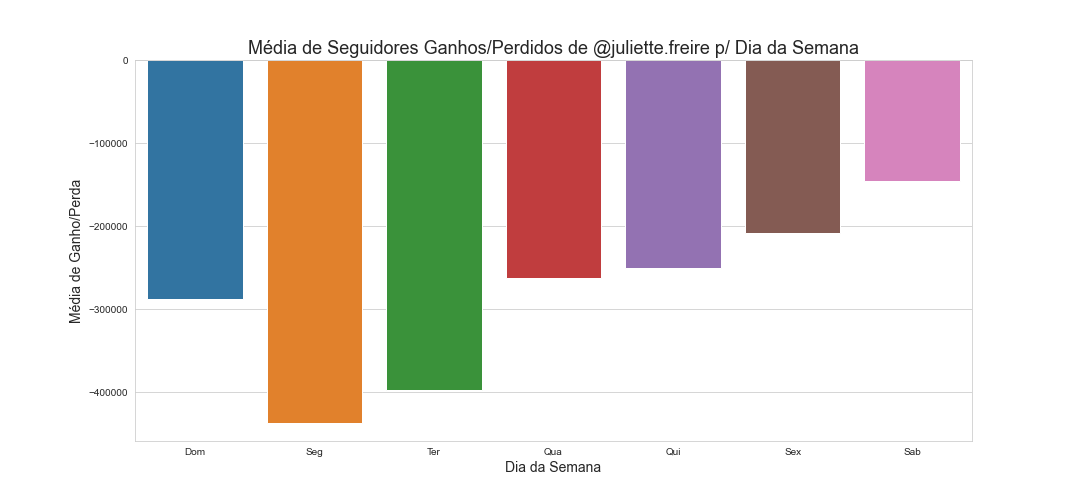 Média de Seguidores Ganhos/Perdidos de @juliette.freire p/ Dia da Semana
0
−100000
−200000
−300000
−400000
Média de Ganho/Perda
Dom Seg Ter Qua Qui Sex Sab
Dia da Semana